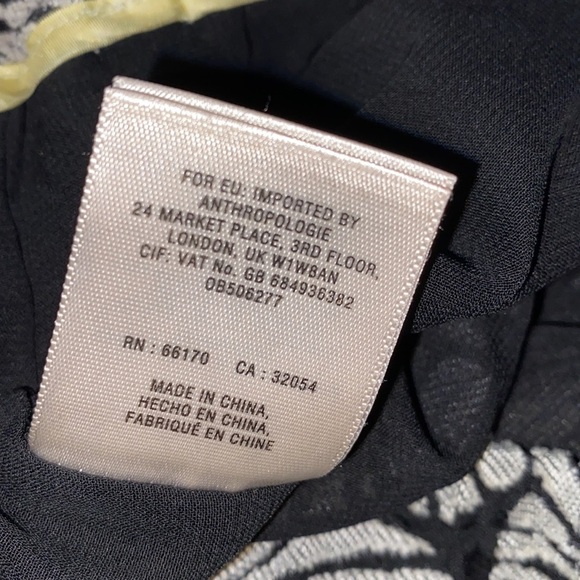 FOR EU: IMPORTED BY
ANTHROPOLOGIE
24 MARKET PLACE, 3RD FLOOR,
LONDON, UK W1W8AN
CIF: VAT No. GB 684936382
OB506277
RN : 66170 CA : 32054
MADE IN CHINA,
HECHO EN CHINA,
FABRIQUÉ EN CHINE